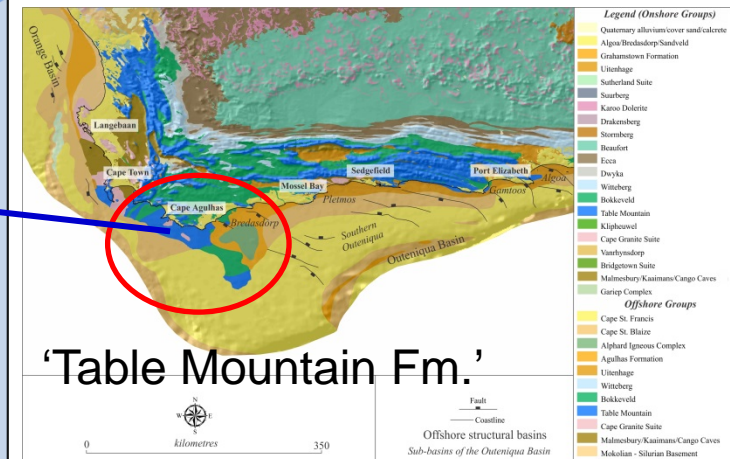 Orange Basin
Langebaan
Cape Town
Cape Agulhas
Mossel Bay
Sedgefield
Port Elizabeth
Bredasdorp
Pletmos
Gamtoos
Algoa
Southern
Outeniqua
Outeniqua Basin
'Table Mountain Fm.'
N
W
E
S
0
kilometres
350
Fault
Coastline
Offshore structural basins
Sub-basins of the Outeniqua Basin
Legend (Onshore Groups)
Quaternary alluvium/cover sand/calcrete
Algoa/Bredasdorp/Sandveld
Grahamstown Formation
Uitenhage
Sutherland Suite
Suurberg
Karoo Dolerite
Drakensberg
Stormberg
Beaufort
Ecca
Dwyka
Witteberg
Bokkeveld
Table Mountain
Klipheuwel
Cape Granite Suite
Vanrhynsdorp
Bridgetown Suite
Malmesbury/Kaaimans/Cango Caves
Gariep Complex
Offshore Groups
Cape St. Francis
Cape St. Blaize
Alphard Igneous Complex
Agulhas Formation
Uitenhage
Witteberg
Bokkeveld
Table Mountain
Cape Granite Suite
Malmesbury/Kaaimans/Cango Caves
Mokolian - Silurian Basement